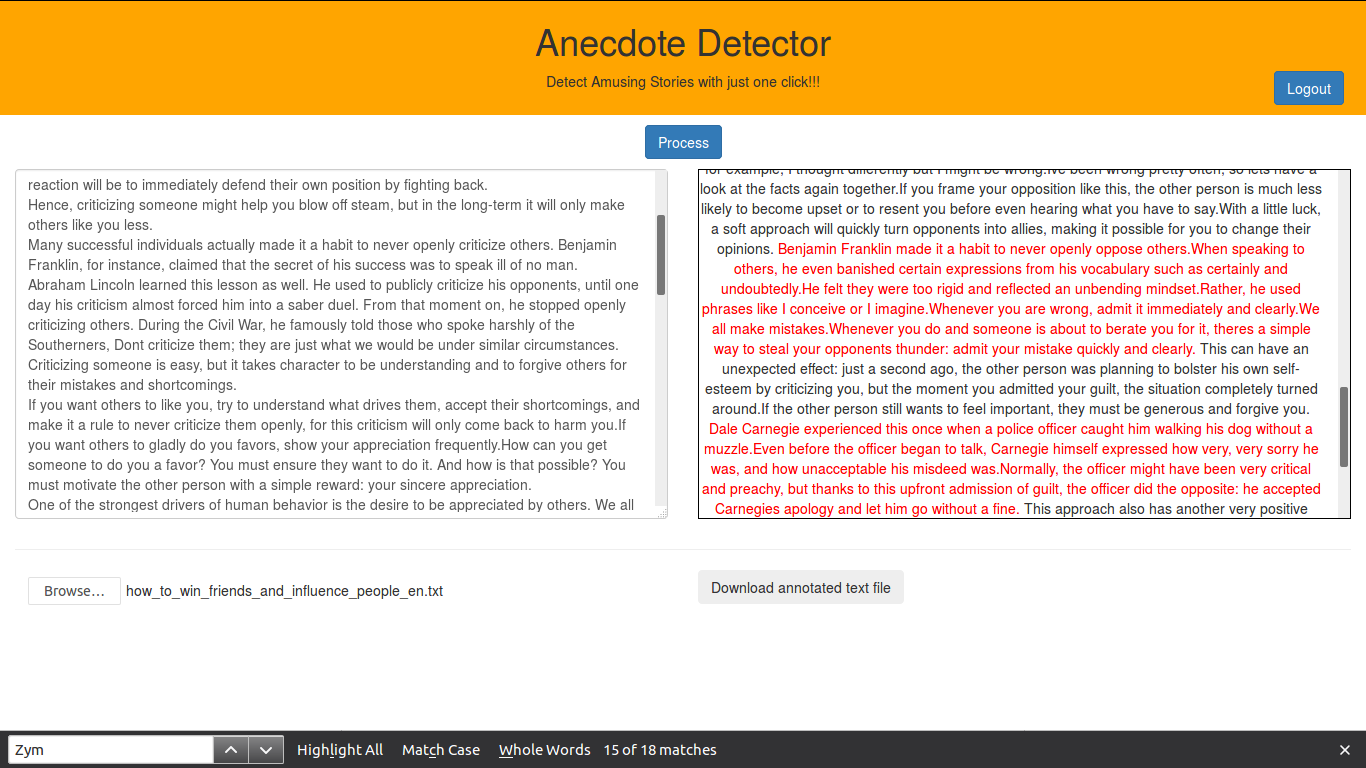 Anecdote Detector
Detect Amusing Stories with just one click!!!
Logout
Process
reaction will be to immediately defend their own position by fighting back.
Hence, criticizing someone might help you blow off steam, but in the long-term it will only make
others like you less.
Many successful individuals actually made it a habit to never openly criticize others. Benjamin
Franklin, for instance, claimed that the secret of his success was to speak ill of no man.
Abraham Lincoln learned this lesson as well. He used to publicly criticize his opponents, until one
day his criticism almost forced him into a saber duel. From that moment on, he stopped openly
criticizing others. During the Civil War, he famously told those who spoke harshly of the
Southerners, Dont criticize them; they are just what we would be under similar circumstances.
Criticizing someone is easy, but it takes character to be understanding and to forgive others for
their mistakes and shortcomings.
If you want others to like you, try to understand what drives them, accept their shortcomings, and
make it a rule to never criticize them openly, for this criticism will only come back to harm you.If
you want others to gladly do you favors, show your appreciation frequently.How can you get
someone to do you a favor? You must ensure they want to do it. And how is that possible? You
must motivate the other person with a simple reward: your sincere appreciation.
One of the strongest drivers of human behavior is the desire to be appreciated by others. We all
for example, I thought differently but I might be wrong.Ive been wrong pretty often, so lets have a
look at the facts again together.If you frame your opposition like this, the other person is much less
likely to become upset or to resent you before even hearing what you have to say.With a little luck,
a soft approach will quickly turn opponents into allies, making it possible for you to change their
opinions. Benjamin Franklin made it a habit to never openly oppose others.When speaking to
others, he even banished certain expressions from his vocabulary such as certainly and
undoubtedly.He felt they were too rigid and reflected an unbending mindset.Rather, he used
phrases like I conceive or I imagine.Whenever you are wrong, admit it immediately and clearly.We
all make mistakes.Whenever you do and someone is about to berate you for it, theres a simple
way to steal your opponents thunder: admit your mistake quickly and clearly. This can have an
unexpected effect: just a second ago, the other person was planning to bolster his own self-
esteem by criticizing you, but the moment you admitted your guilt, the situation completely turned
around.If the other person still wants to feel important, they must be generous and forgive you.
Dale Carnegie experienced this once when a police officer caught him walking his dog without a
muzzle.Even before the officer began to talk, Carnegie himself expressed how very, very sorry he
was, and how unacceptable his misdeed was.Normally, the officer might have been very critical
and preachy, but thanks to this upfront admission of guilt, the officer did the opposite: he accepted
Carnegies apology and let him go without a fine. This approach also has another very positive
Browse... how_to_win_friends_and_influence_people_en.txt
Download annotated text file
Zym
Highlight All
Match Case
Whole Words
15 of 18 matches